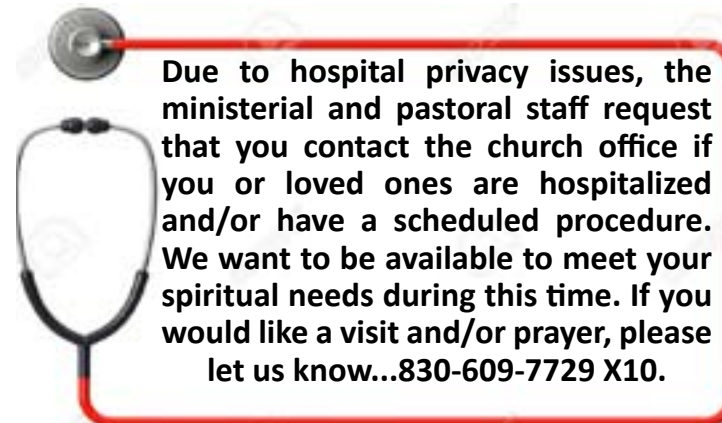 Due to hospital privacy issues, the
ministerial and pastoral staff request
that you contact the church office if
you or loved ones are hospitalized
and/or have a scheduled procedure.
We want to be available to meet your
spiritual needs during this time. If you
would like a visit and/or prayer, please
let us know...830-609-7729 X10.